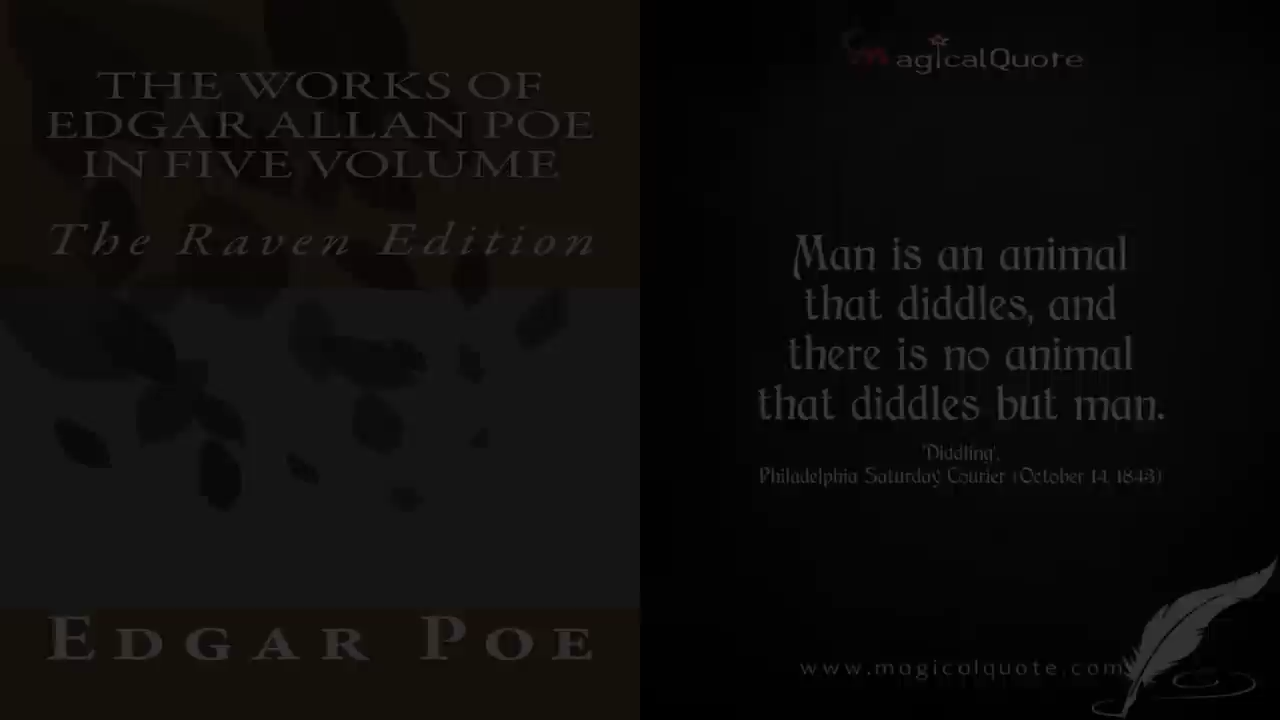 THE WORKS OF
EDGAR ALLAN POE
IN FIVE VOLUME
The Raven Edition
EDGAR POE
MagicalQuote
Man is an animal
that diddles, and
there is no animal
that diddles but man.
'Diddling',
Philadelphia Saturday Courier (October 14, 1843)
www.magicalquote.com